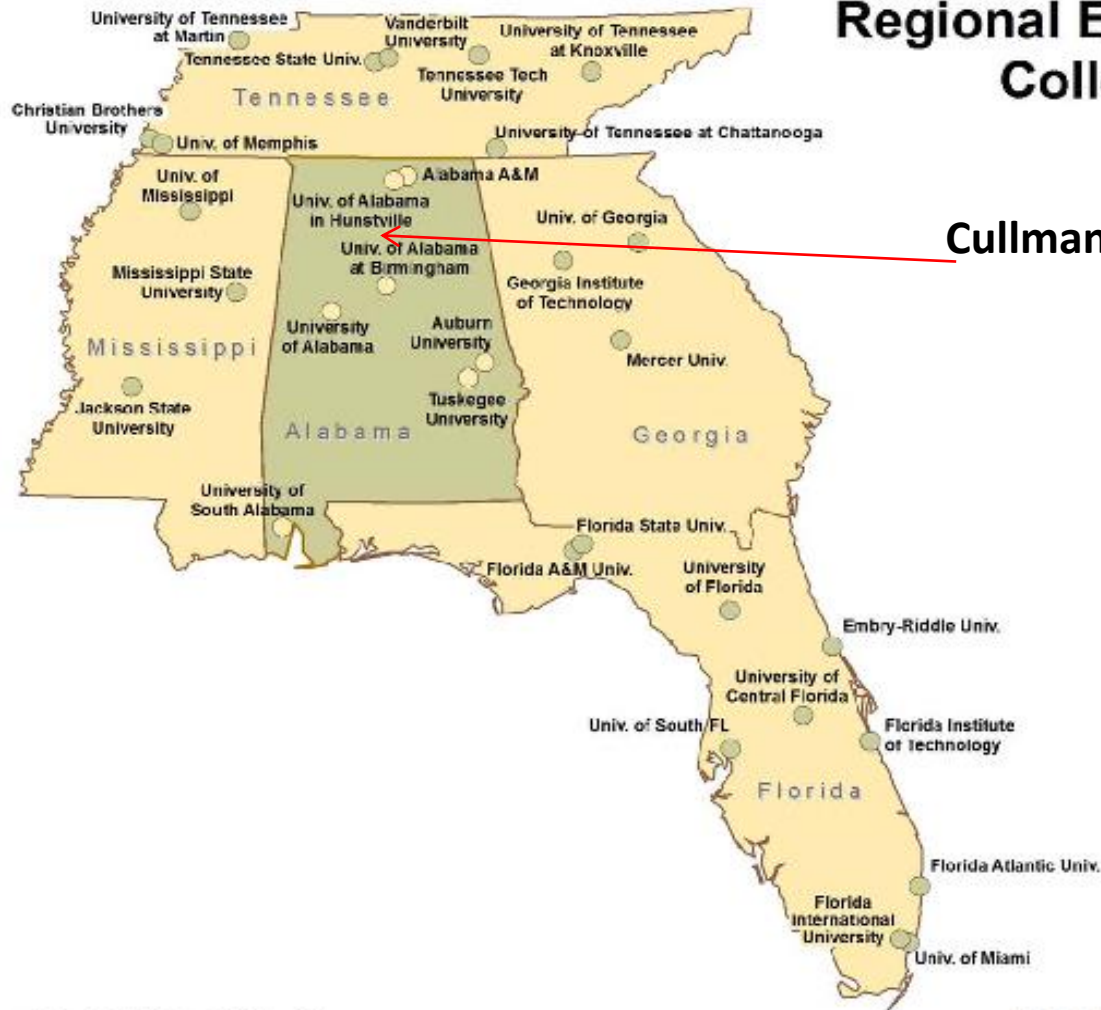 Regional E
Coll
University of Tennessee
at Martin
Vanderbilt
University
University of Tennessee
at Knoxville
Tennessee State Univ.
Tennessee Tech
University
Tennessee
Christian Brothers
University
Univ. of Memphis
University of Tennessee at Chattanooga
Univ. of
Mississippi
Alabama A&M
Univ. of Alabama
in Hunstville
Univ. of Georgia
Cullman
Univ. of Alabama
at Birmingham
Mississippi State
University
Georgia Institute
of Technology
University
of Alabama
Auburn
University
Mississippi
Mercer Univ.
Jackson State
University
Tuskegee
University
Alabama
Georgia
University of
South Alabama
Florida State Univ.
Florida A&M Univ.
University
of Florida
Embry-Riddle Univ.
University of
Central Florida
Univ. of South FL
Florida Institute
of Technology
Florida
Florida Atlantic Univ.
Florida
International
University
Univ. of Miami